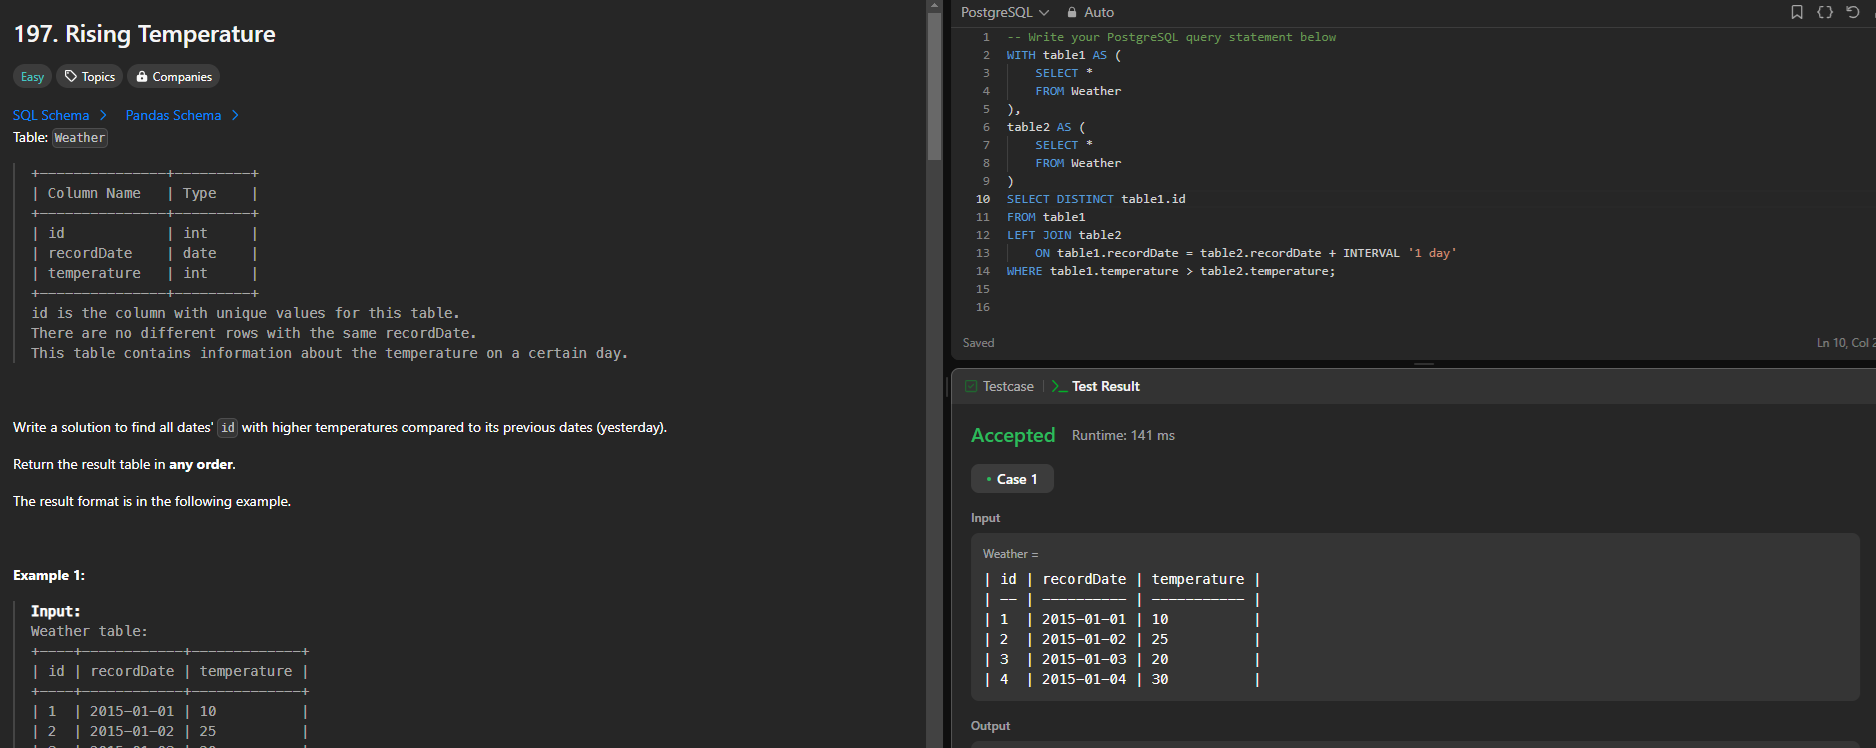 197. Rising Temperature
Easy
Topics
Companies
SQL Schema >
Pandas Schema >
Table: Weather
+---------------+---------+
| Column Name   | Type    |
+---------------+---------+
| id            | int     |
| recordDate    | date    |
| temperature   | int     |
+---------------+---------+
id is the column with unique values for this table.
There are no different rows with the same recordDate.
This table contains information about the temperature on a certain day.
Write a solution to find all dates' id with higher temperatures compared to its previous dates (yesterday).
Return the result table in any order.
The result format is in the following example.
Example 1:
Input:
Weather table:
+----+------------+-------------+
| id | recordDate | temperature |
+----+------------+-------------+
| 1  | 2015-01-01 | 10          |
| 2  | 2015-01-02 | 25          |
PostgreSQL
Auto
1 -- Write your PostgreSQL query statement below
2 WITH table1 AS (
3     SELECT *
4     FROM Weather
5 ),
6 table2 AS (
7     SELECT *
8     FROM Weather
9 )
10 SELECT DISTINCT table1.id
11 FROM table1
12 LEFT JOIN table2
13     ON table1.recordDate = table2.recordDate + INTERVAL '1 day'
14 WHERE table1.temperature > table2.temperature;
15
16
Saved
Ln 10, Col
Testcase
>_ Test Result
Accepted
Runtime: 141 ms
• Case 1
Input
Weather =
| id | recordDate | temperature |
| -- | ---------- | ----------- |
| 1  | 2015-01-01 | 10          |
| 2  | 2015-01-02 | 25          |
| 3  | 2015-01-03 | 20          |
| 4  | 2015-01-04 | 30          |
Output